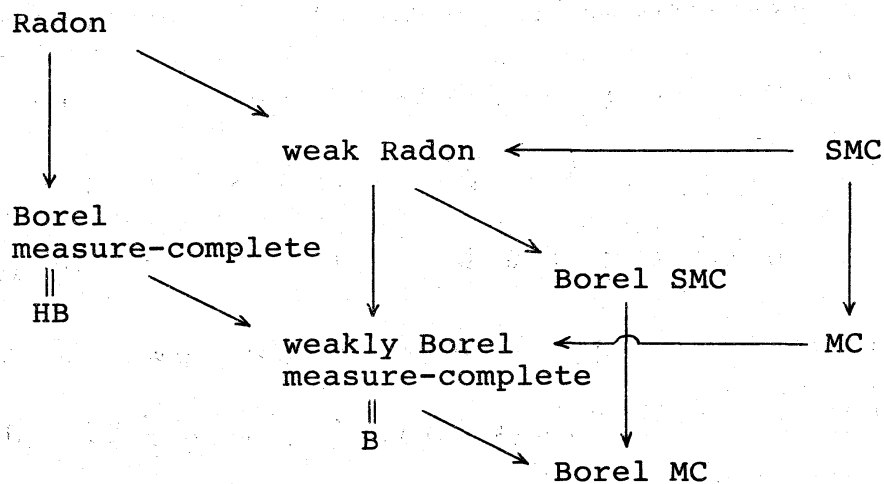 Radon
weak Radon
SMC
Borel
measure-complete
||
HB
Borel SMC
weakly Borel
measure-complete
||
B
MC
Borel MC